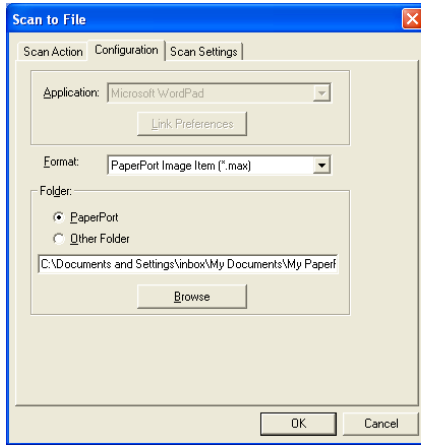 Scan to File
Scan Action Configuration Scan Settings
Application: Microsoft WordPad
Link Preferences
Format: PaperPort Image Item (*.max)
Folder:
PaperPort
Other Folder
C:\Documents and Settings\inbox\My Documents\My PaperF
Browse
OK Cancel